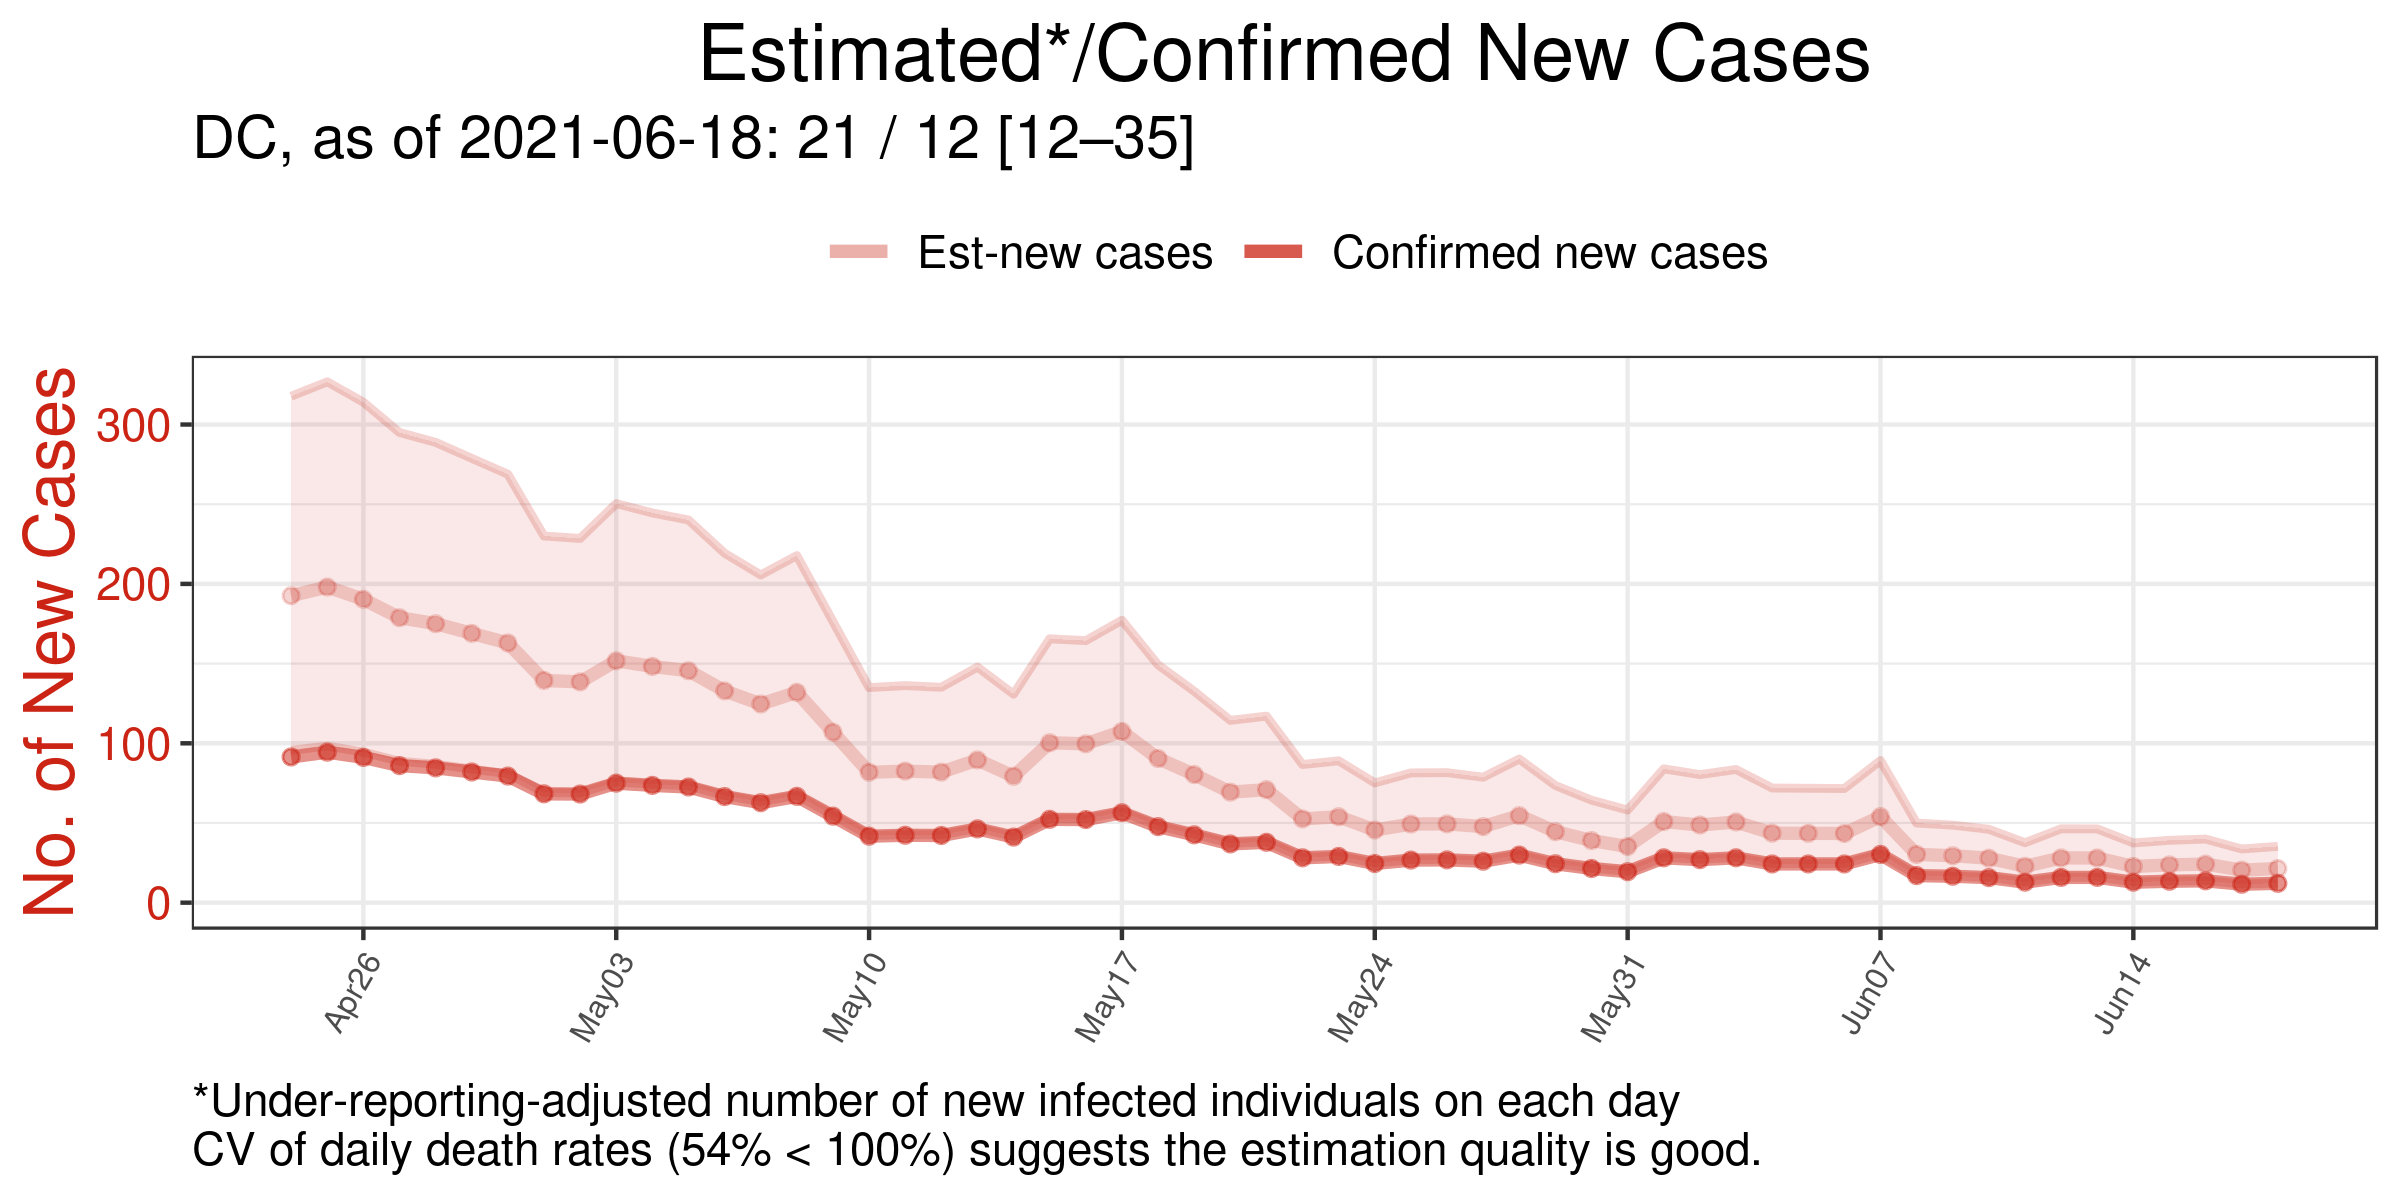 Estimated*/Confirmed New Cases
DC, as of 2021-06-18: 21 / 12 [12–35]
Est-new cases
Confirmed new cases
No. of New Cases
300
200
100
0
Apr26
May03
May10
May17
May24
May31
Jun07
Jun14
*Under-reporting-adjusted number of new infected individuals on each day
CV of daily death rates (54% < 100%) suggests the estimation quality is good.